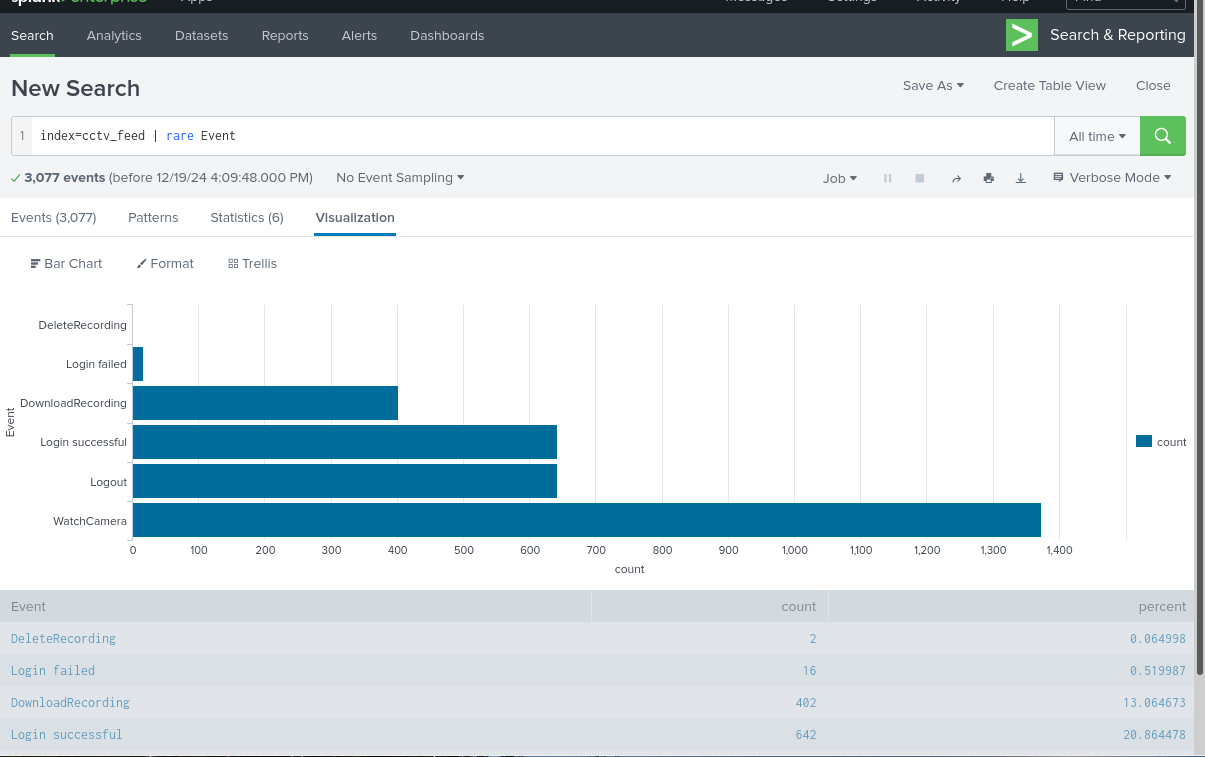 splunk>enterprise Apps Messages Settings Activity Help Find
Search Analytics Datasets Reports Alerts Dashboards Search & Reporting
New Search Save As Create Table View Close
1 index=cctv_feed | rare Event All time
3,077 events (before 12/19/24 4:09:48.000 PM) No Event Sampling Job Verbose Mode
Events (3,077) Patterns Statistics (6) Visualization
Bar Chart Format Trellis
DeleteRecording
Login failed
DownloadRecording
Event
Login successful count
Logout
WatchCamera
0 100 200 300 400 500 600 700 800 900 1,000 1,100 1,200 1,300 1,400
count
Event count percent
DeleteRecording 2 0.064998
Login failed 16 0.519987
DownloadRecording 402 13.064673
Login successful 642 20.864478